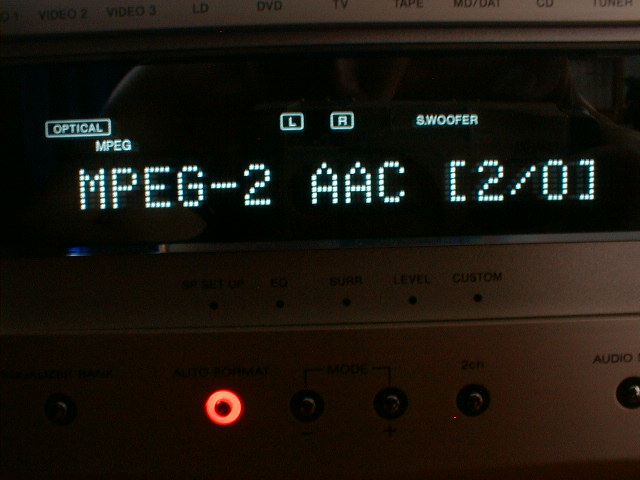 VIDEO 2 VIDEO 3 LD DVD TV TAPE MD/DAT CD TUNER
OPTICAL L R S.WOOFER
MPEG
MPEG-2 AAC [2/0]
SP SET UP EQ SURR LEVEL CUSTOM
AUTO FORMAT MODE 2ch AUDIO
- +